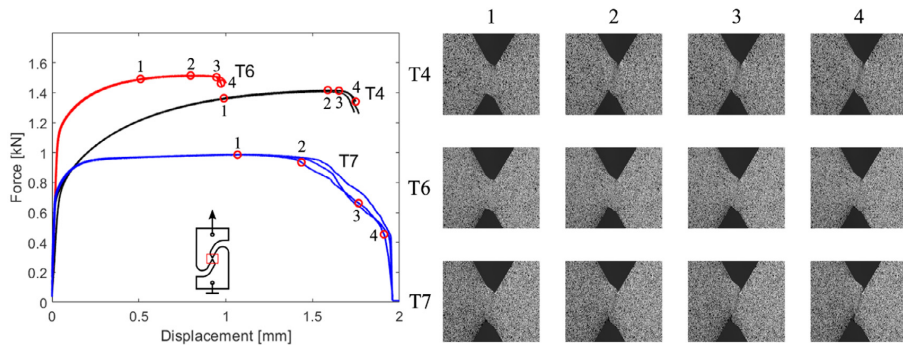 1 2 3 4
1.8
1.6
1.4
1.2
1
0.8
0.6
0.4
0.2
0
Force [kN]
1 2 3 4 T6
1 2 3 4 T4
1 2 3 4 T7
0 0.5 1 1.5 2
Displacement [mm]
T4
T6
T7